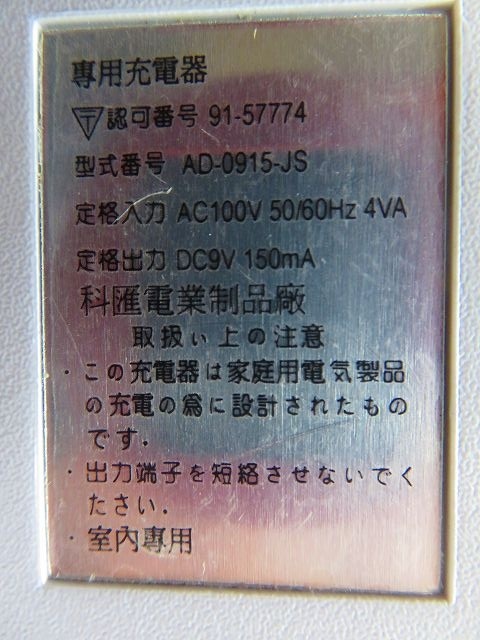 專用充電器
〒認可番号 91-57774
型式番号 AD-0915-JS
定格入力 AC100V 50/60Hz 4VA
定格出力 DC9V 150mA
科匯電業制品廠
取扱い上の注意
・この充電器は家庭用電気製品
の充電の爲に設計されたもの
です.
・出力端子を短絡させないでく
ださい.
・室內專用